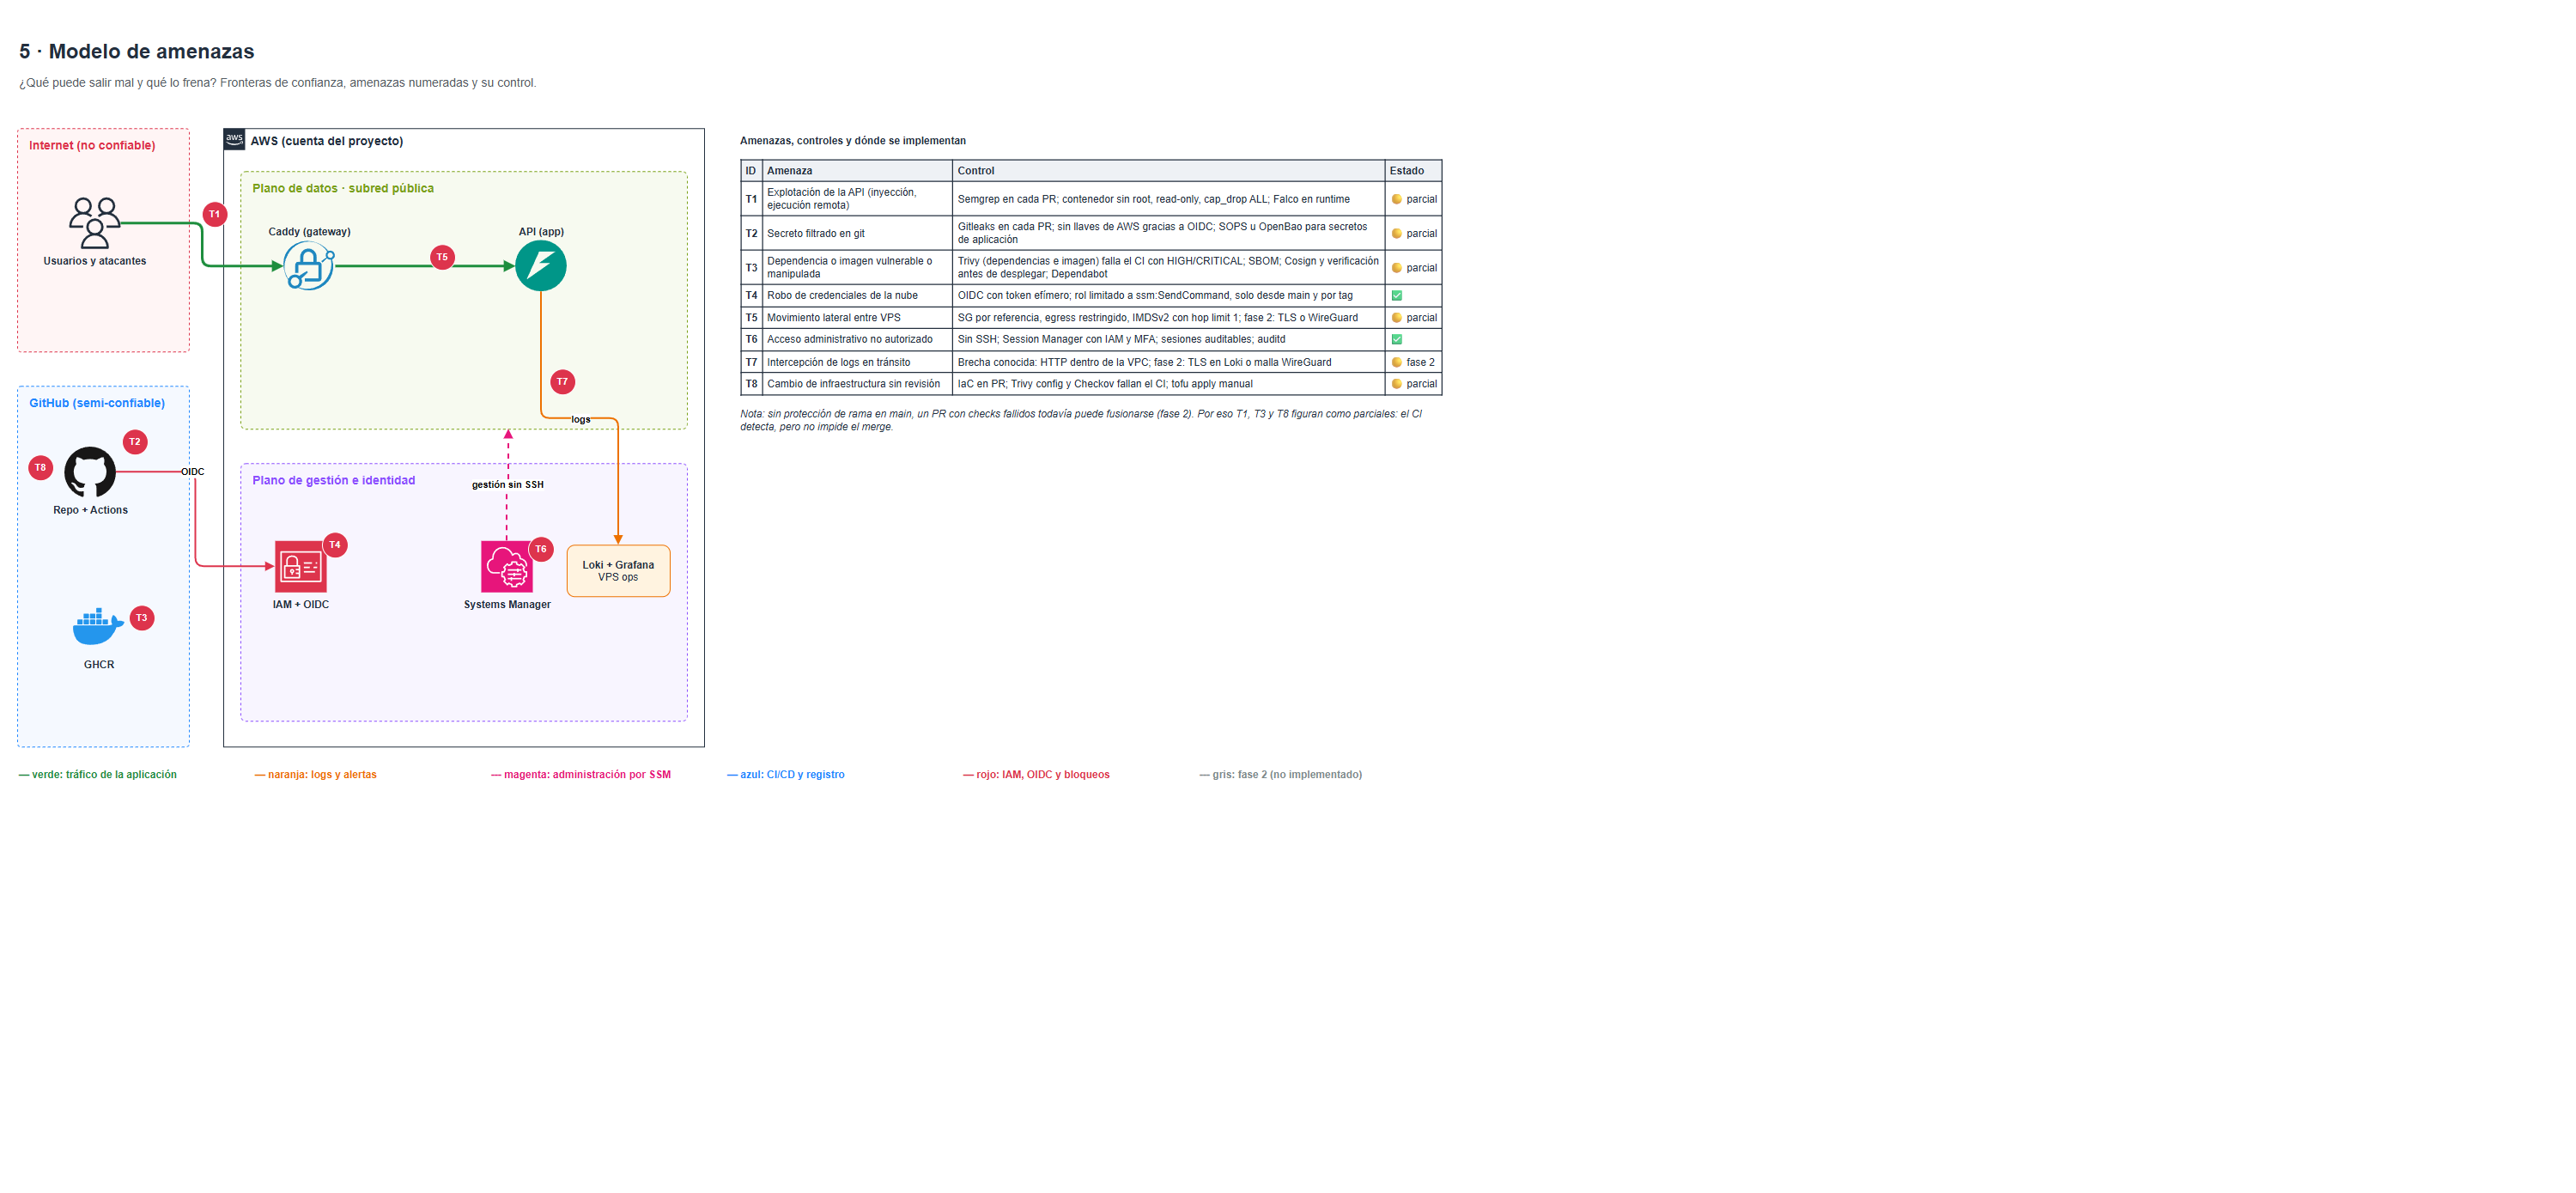 5 · Modelo de amenazas
¿Qué puede salir mal y qué lo frena? Fronteras de confianza, amenazas numeradas y su control.
Internet (no confiable)
Usuarios y atacantes
T1
GitHub (semi-confiable)
T2
T8
OIDC
Repo + Actions
T3
GHCR
aws
AWS (cuenta del proyecto)
Plano de datos · subred pública
Caddy (gateway)
T5
API (app)
T7
logs
Plano de gestión e identidad
gestión sin SSH
T4
IAM + OIDC
T6
Systems Manager
Loki + Grafana
VPS ops
Amenazas, controles y dónde se implementan
ID Amenaza Control Estado
T1 Explotación de la API (inyección,
ejecución remota) Semgrep en cada PR; contenedor sin root, read-only, cap_drop ALL; Falco en runtime parcial
T2 Secreto filtrado en git Gitleaks en cada PR; sin llaves de AWS gracias a OIDC; SOPS u OpenBao para secretos
de aplicación parcial
T3 Dependencia o imagen vulnerable o
manipulada Trivy (dependencias e imagen) falla el CI con HIGH/CRITICAL; SBOM; Cosign y verificación
antes de desplegar; Dependabot parcial
T4 Robo de credenciales de la nube OIDC con token efímero; rol limitado a ssm:SendCommand, solo desde main y por tag ✅
T5 Movimiento lateral entre VPS SG por referencia, egress restringido, IMDSv2 con hop limit 1; fase 2: TLS o WireGuard parcial
T6 Acceso administrativo no autorizado Sin SSH; Session Manager con IAM y MFA; sesiones auditables; auditd ✅
T7 Intercepción de logs en tránsito Brecha conocida: HTTP dentro de la VPC; fase 2: TLS en Loki o malla WireGuard fase 2
T8 Cambio de infraestructura sin revisión IaC en PR; Trivy config y Checkov fallan el CI; tofu apply manual parcial
Nota: sin protección de rama en main, un PR con checks fallidos todavía puede fusionarse (fase 2). Por eso T1, T3 y T8 figuran como parciales: el CI
detecta, pero no impide el merge.
— verde: tráfico de la aplicación
— naranja: logs y alertas
— magenta: administración por SSM
— azul: CI/CD y registro
— rojo: IAM, OIDC y bloqueos
— gris: fase 2 (no implementado)